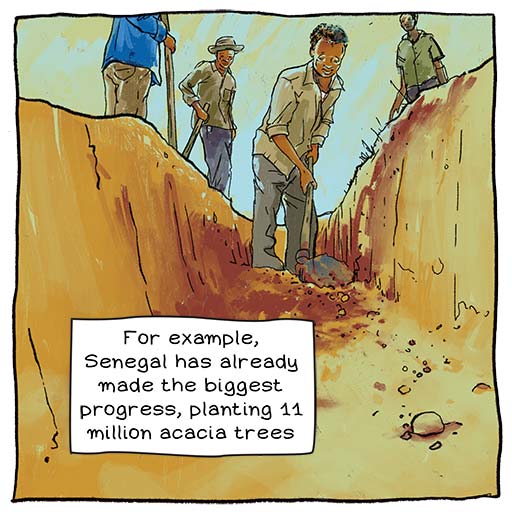 For example,
Senegal has already
made the biggest
progress, planting 11
million acacia trees